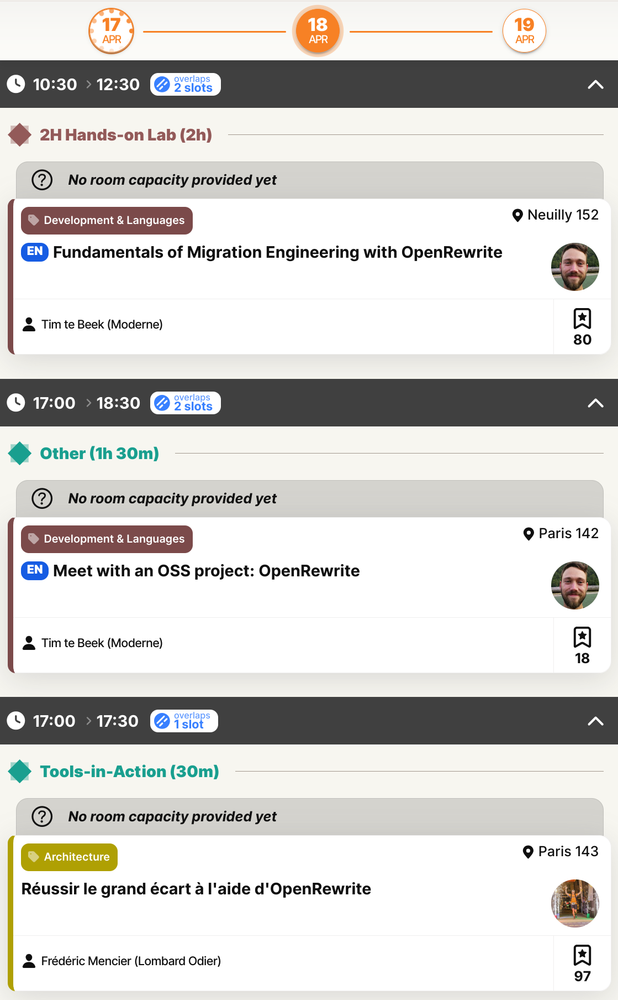 17
APR
18
APR
19
APR
10:30 > 12:30
overlaps
2 slots
2H Hands-on Lab (2h)
No room capacity provided yet
Development & Languages
Neuilly 152
EN Fundamentals of Migration Engineering with OpenRewrite
Tim te Beek (Moderne)
80
17:00 > 18:30
overlaps
2 slots
Other (1h 30m)
No room capacity provided yet
Development & Languages
Paris 142
EN Meet with an OSS project: OpenRewrite
Tim te Beek (Moderne)
18
17:00 > 17:30
overlaps
1 slot
Tools-in-Action (30m)
No room capacity provided yet
Architecture
Paris 143
Réussir le grand écart à l'aide d'OpenRewrite
Frédéric Mencier (Lombard Odier)
97